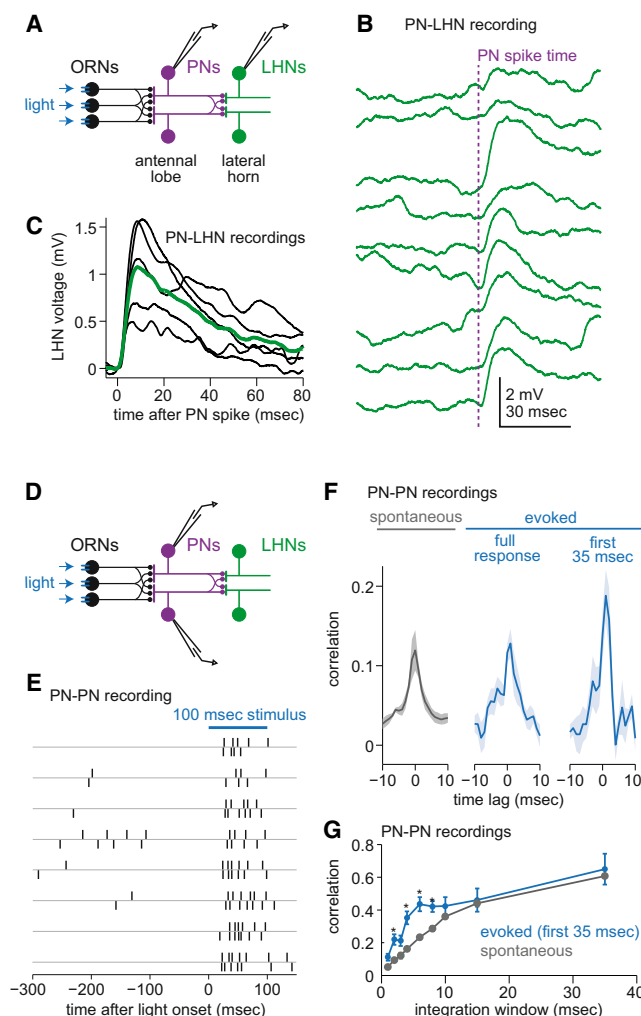 A
ORNs
PNs
LHNs
light
antennal
lobe
lateral
horn
B
PN-LHN recording
PN spike time
2 mV
30 msec
C
PN-LHN recordings
LHN voltage (mV)
1.5
1
0.5
0
0
20
40
60
80
time after PN spike (msec)
D
ORNs
PNs
LHNs
light
E
PN-PN recording
100 msec stimulus
-300
-200
-100
0
100
time after light onset (msec)
F
PN-PN recordings
spontaneous
evoked
full
response
first
35 msec
correlation
0.2
0.1
0
-10
0
10
-10
0
10
-10
0
10
time lag (msec)
G
PN-PN recordings
correlation
0.8
0.6
0.4
0.2
0
* * * *
evoked (first 35 msec)
spontaneous
0
10
20
30
40
integration window (msec)